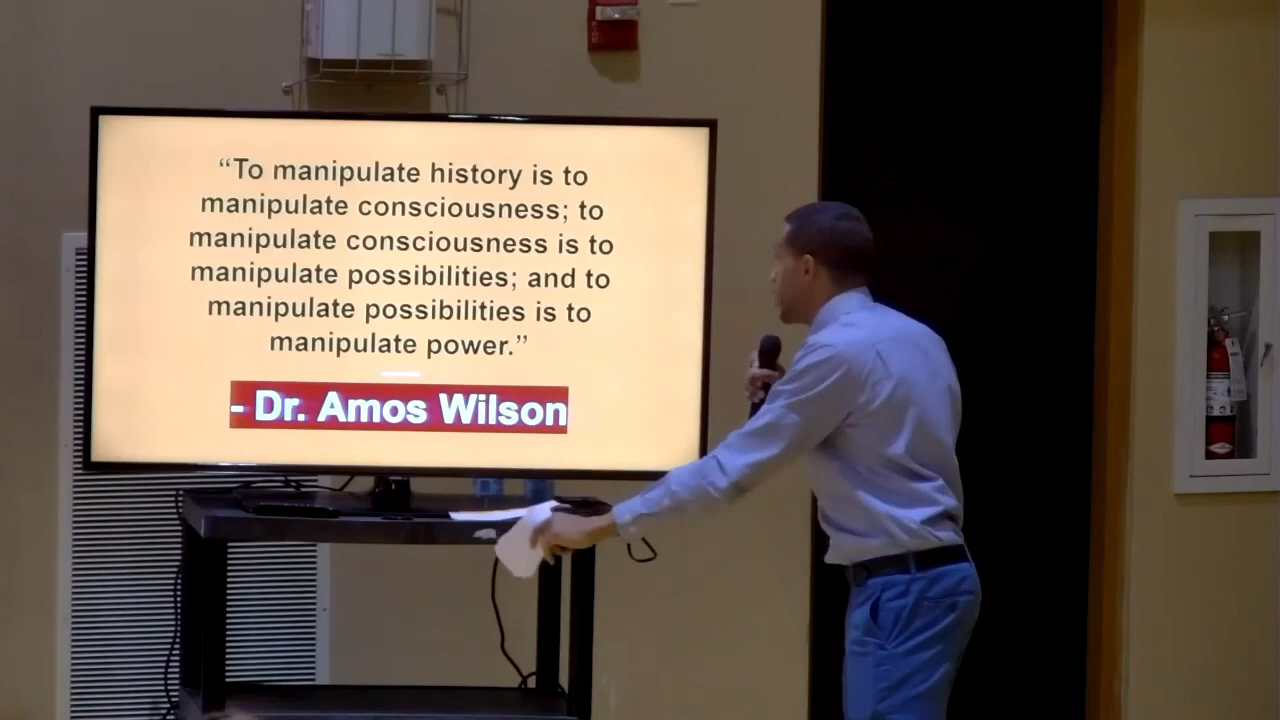 “To manipulate history is to
manipulate consciousness; to
manipulate consciousness is to
manipulate possibilities; and to
manipulate possibilities is to
manipulate power.”
- Dr. Amos Wilson